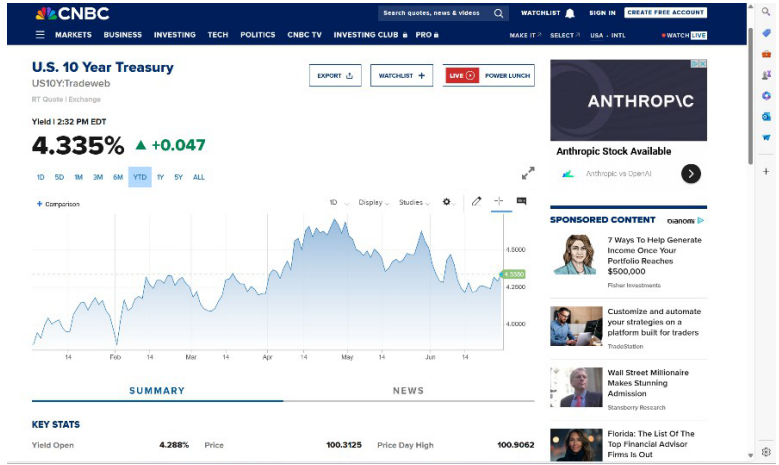 CNBC
Search quotes, news & videos
WATCHLIST
SIGN IN
CREATE FREE ACCOUNT
MARKETS BUSINESS INVESTING TECH POLITICS CNBC TV INVESTING CLUB PRO
MAKE IT SELECT USA • INTL WATCH LIVE
U.S. 10 Year Treasury
US10Y:Tradeweb
RT Quote | Exchange
EXPORT
WATCHLIST +
LIVE POWER LUNCH
Yield | 2:32 PM EDT
4.335% ▲ +0.047
1D 5D 1M 3M 6M YTD 1Y 5Y ALL
+ Comparison
1D Display Studies
4.5000
4.3350
4.2500
4.0000
14 Feb 14 Mar 14 Apr 14 May 14 Jun 14
SUMMARY NEWS
KEY STATS
Yield Open 4.288% Price 100.3125 Price Day High 100.9062
ANTHROP\C
Anthropic Stock Available
Anthropic vs OpenAI
SPONSORED CONTENT
DIANOMI
7 Ways To Help Generate
Income Once Your
Portfolio Reaches
$500,000
Fisher Investments
Customize and automate
your strategies on a
platform built for traders
TradeStation
Wall Street Millionaire
Makes Stunning
Admission
Stansberry Research
Florida: The List Of The
Top Financial Advisor
Firms Is Out